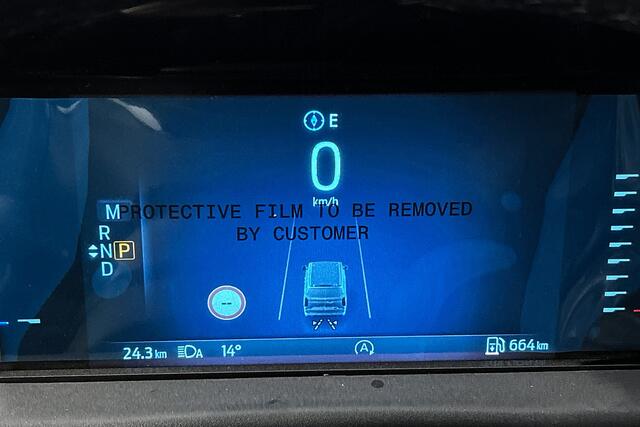 E
0
km/h
M
PROTECTIVE FILM TO BE REMOVED
BY CUSTOMER
R
N P
D
--
24.3 km A 14° A 664 km